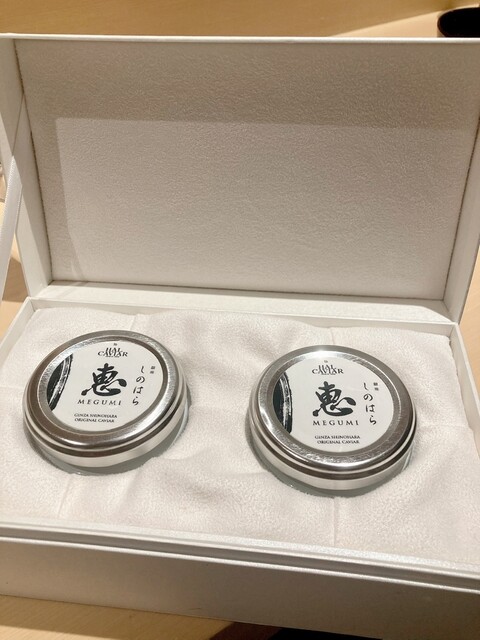 HAL
CAVIAR
恵
MEGUMI
銀座
しのはら
GINZA SHINOHARA
ORIGINAL CAVIAR
HAL
CAVIAR
恵
MEGUMI
銀座
しのはら
GINZA SHINOHARA
ORIGINAL CAVIAR